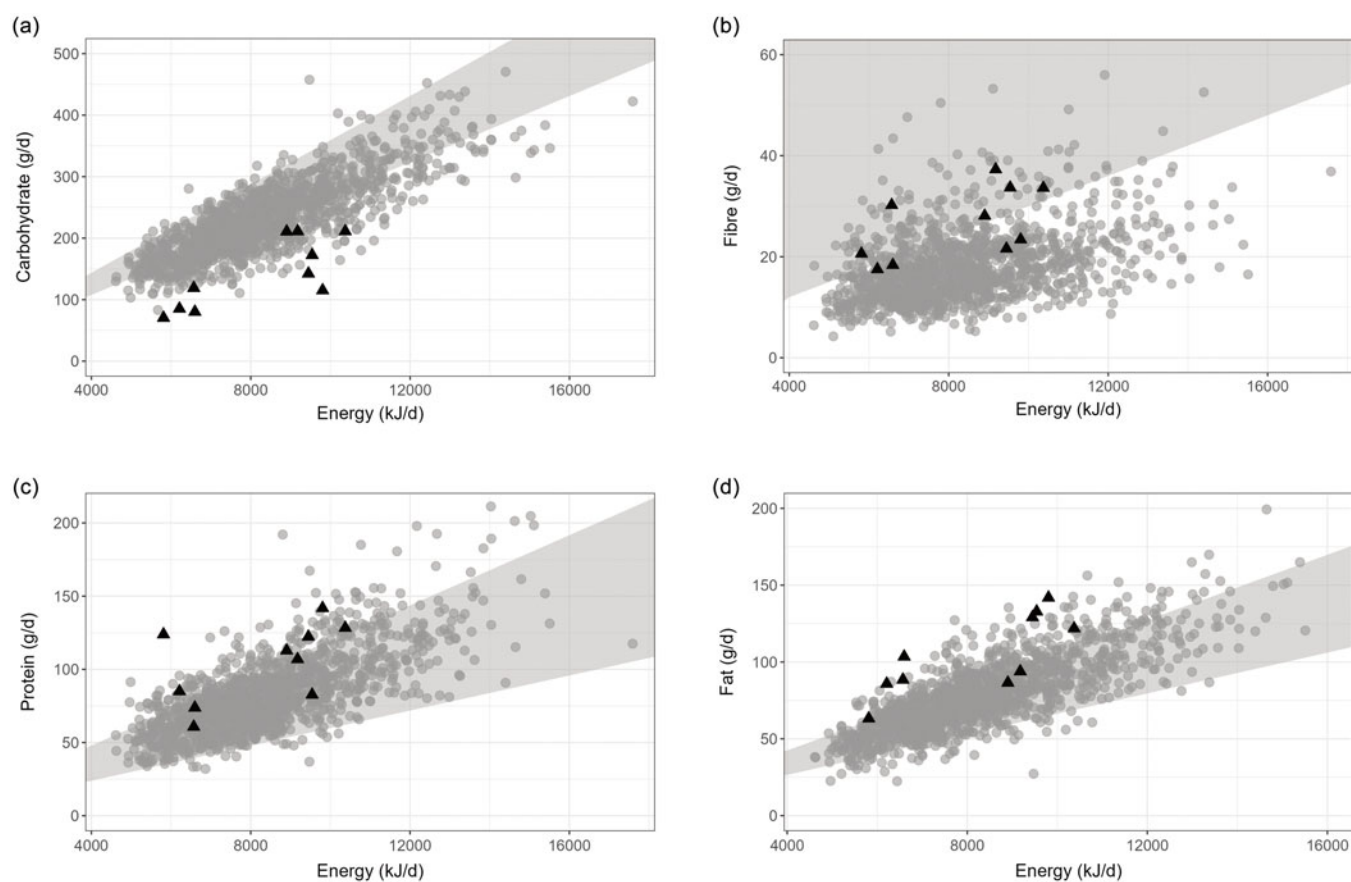 (a)
500
400
300
200
100
0
Carbohydrate (g/d)
4000 8000 12000 16000
Energy (kJ/d)
(b)
60
40
20
0
Fibre (g/d)
4000 8000 12000 16000
Energy (kJ/d)
(c)
200
150
100
50
0
Protein (g/d)
4000 8000 12000 16000
Energy (kJ/d)
(d)
200
150
100
50
0
Fat (g/d)
4000 8000 12000 16000
Energy (kJ/d)